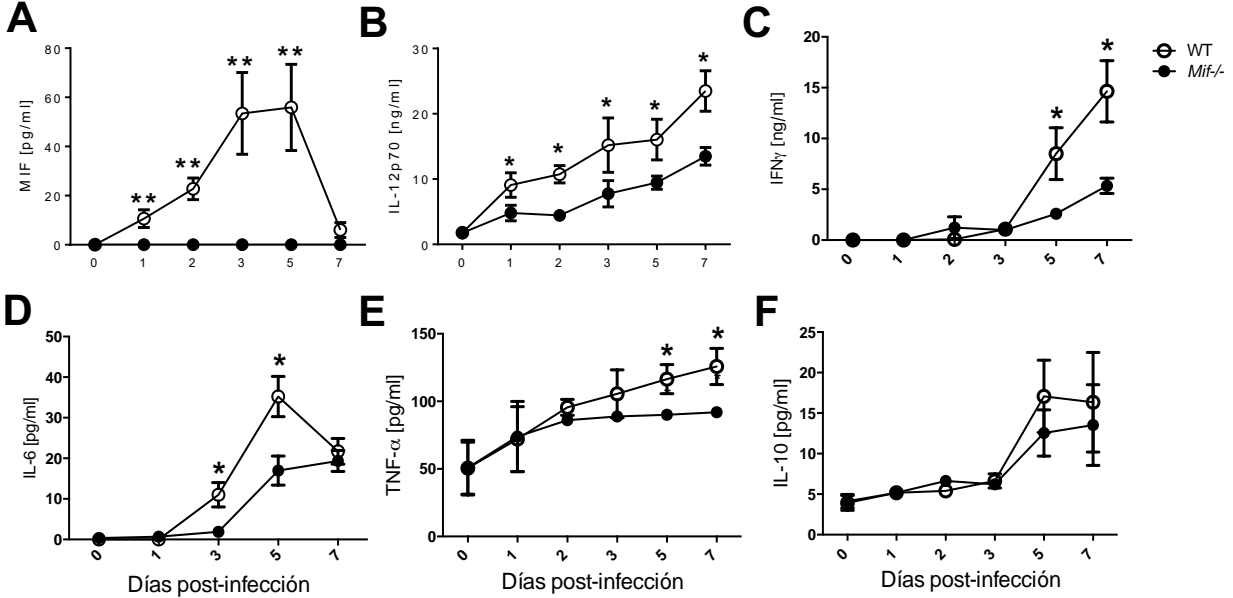 A
MIF [pg/ml]
80
60
40
20
0
** ** ** **
0 1 2 3 5 7
B
IL-12p70 [ng/ml]
30
20
10
0
* * * * *
0 1 2 3 5 7
C
IFNγ [ng/ml]
20
15
10
5
0
* *
0 1 2 3 5 7
WT
Mif-/-
D
IL-6 [pg/ml]
50
40
30
20
10
0
* *
0 1 3 5 7
Días post-infección
E
TNF-α [pg/ml]
150
100
50
0
* *
0 1 2 3 5 7
Días post-infección
F
IL-10 [pg/ml]
25
20
15
10
5
0
0 1 2 3 5 7
Días post-infección